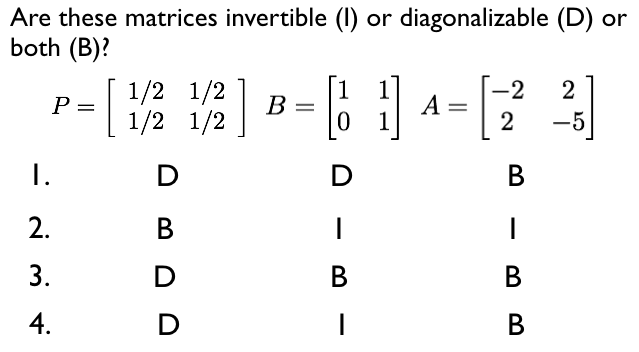 Are these matrices invertible (I) or diagonalizable (D) or
both (B)?
P = [ 1/2 1/2 ; 1/2 1/2 ] B = [ 1 1 ; 0 1 ] A = [ −2 2 ; 2 −5 ]
1. D D B
2. B I I
3. D B B
4. D I B